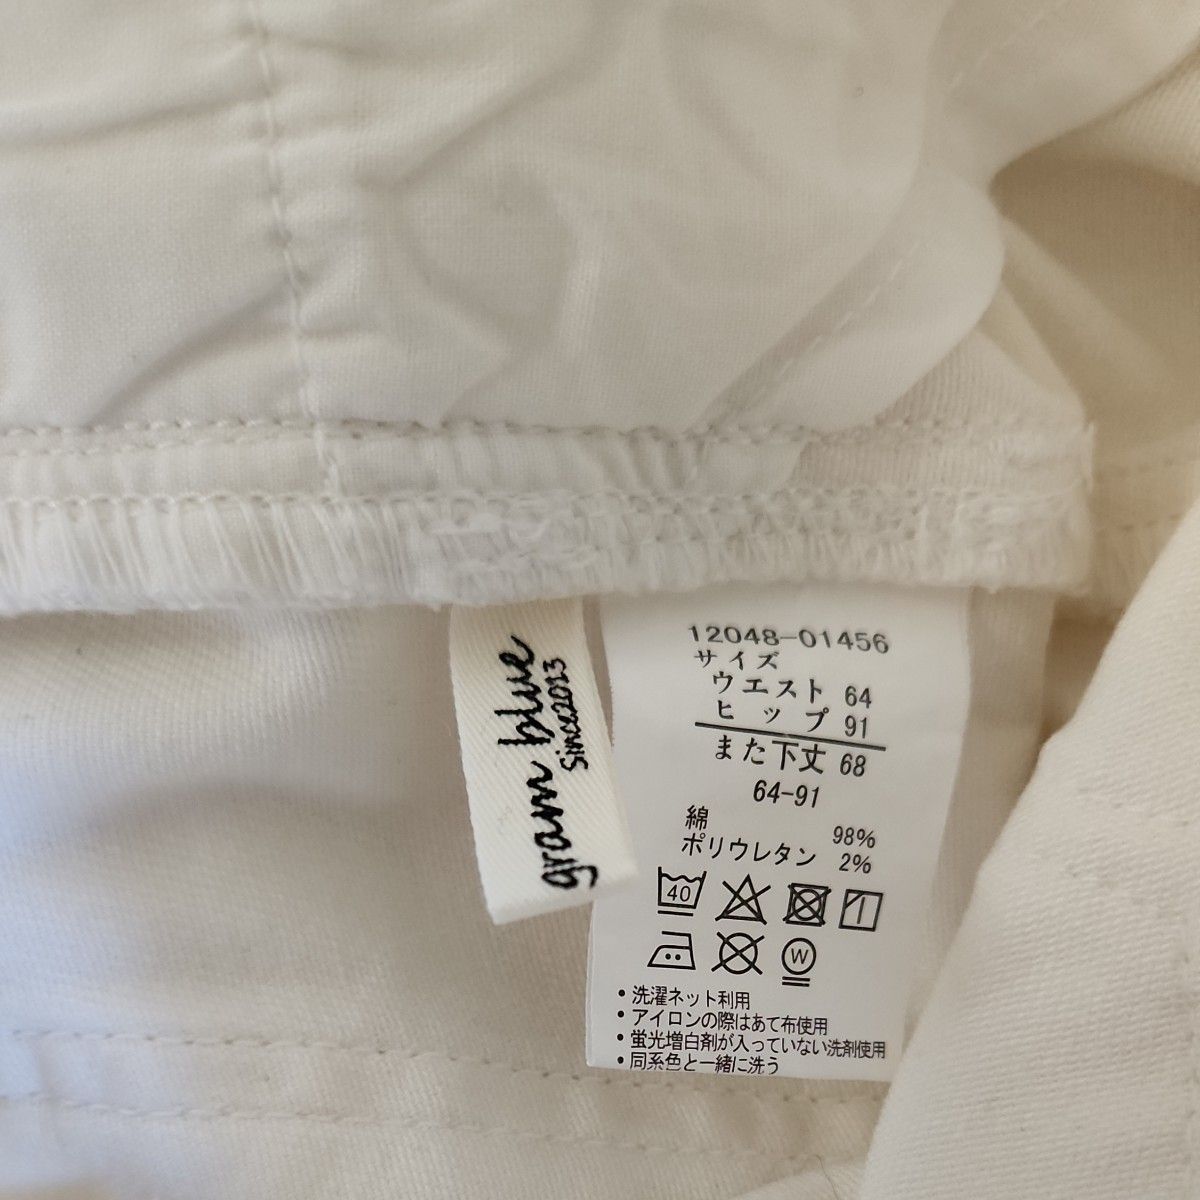 gram blue
Since2013
12048-01456
サイズ
ウエスト 64
ヒップ 91
また下丈 68
64-91
綿 98%
ポリウレタン 2%
40
W
・洗濯ネット利用
・アイロンの際はあて布使用
・蛍光増白剤が入っていない洗剤使用
・同系色と一緒に洗う